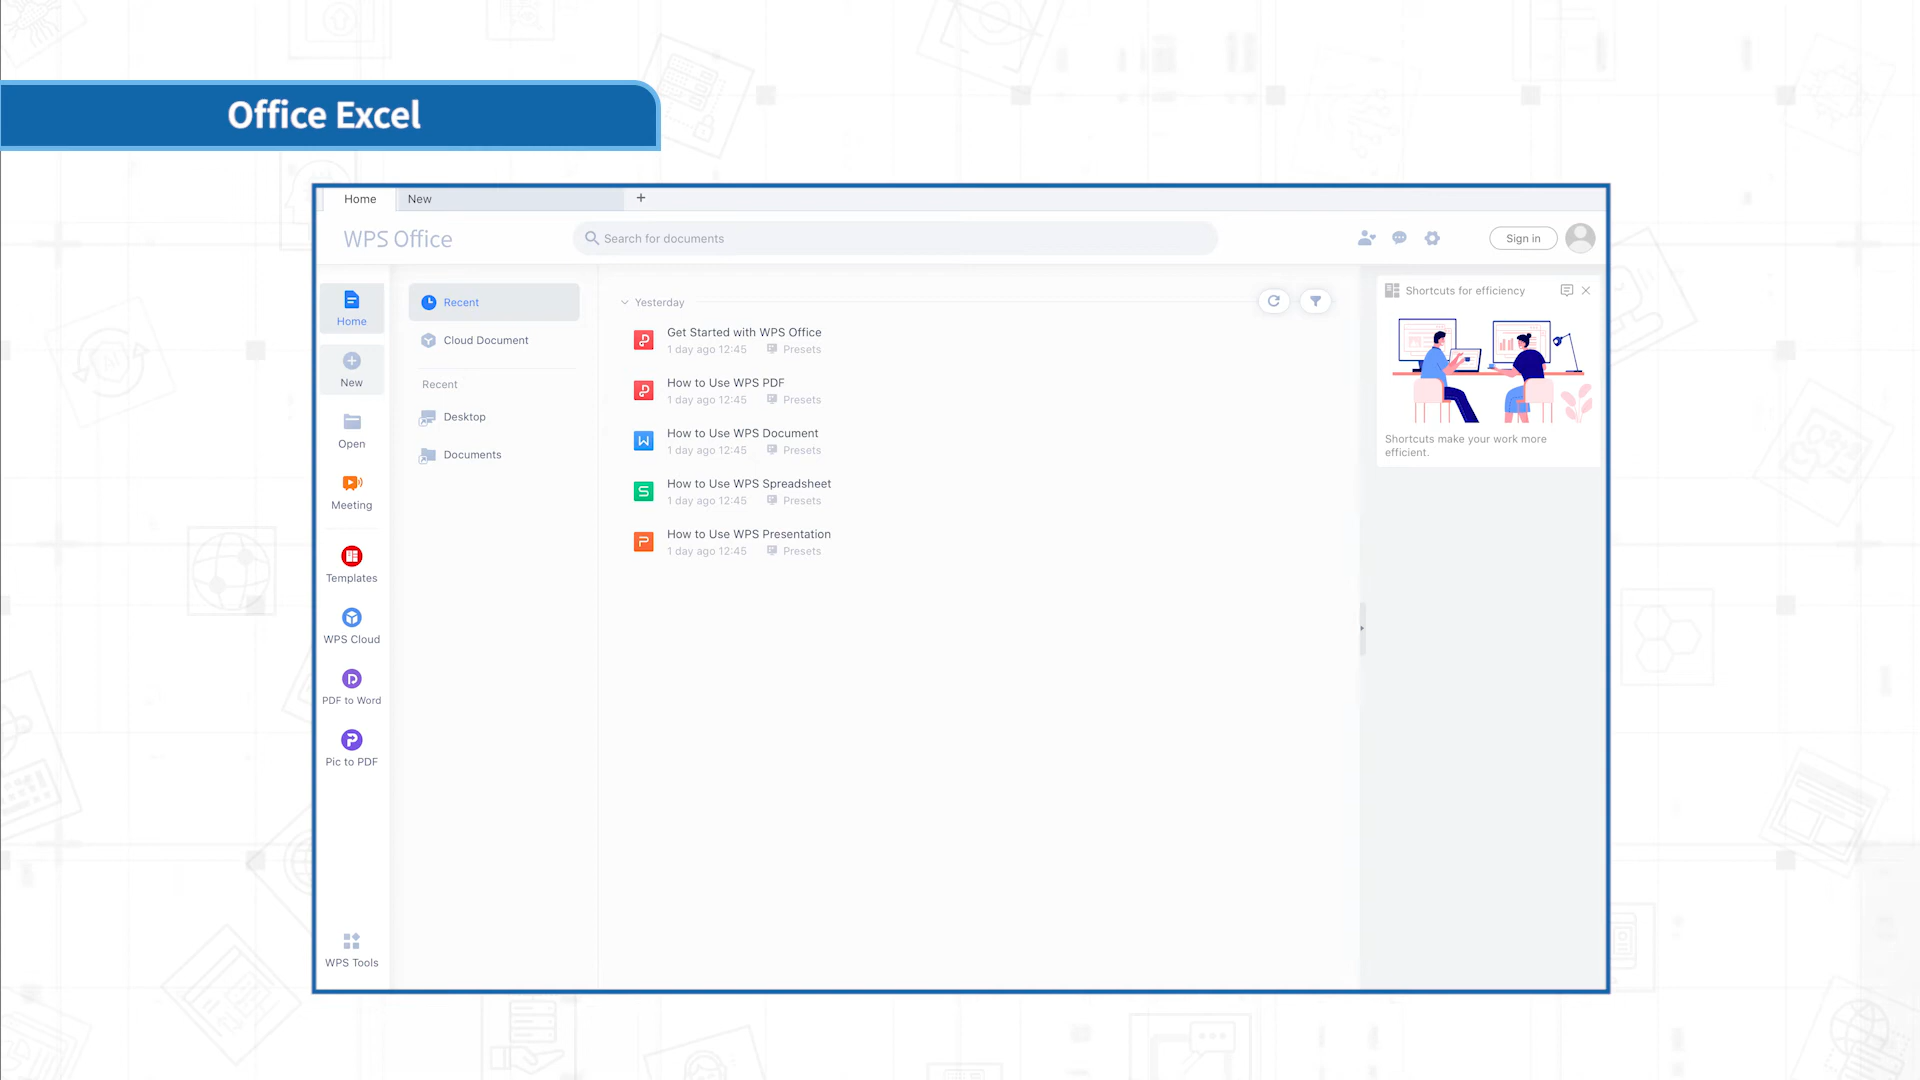 Office Excel
Home
New
+
WPS Office
Search for documents
Sign in
Home
New
Open
Meeting
Templates
WPS Cloud
PDF to Word
Pic to PDF
WPS Tools
Recent
Cloud Document
Recent
Desktop
Documents
Yesterday
Get Started with WPS Office
1 day ago 12:45 Presets
How to Use WPS PDF
1 day ago 12:45 Presets
How to Use WPS Document
1 day ago 12:45 Presets
How to Use WPS Spreadsheet
1 day ago 12:45 Presets
How to Use WPS Presentation
1 day ago 12:45 Presets
Shortcuts for efficiency
Shortcuts make your work more
efficient.